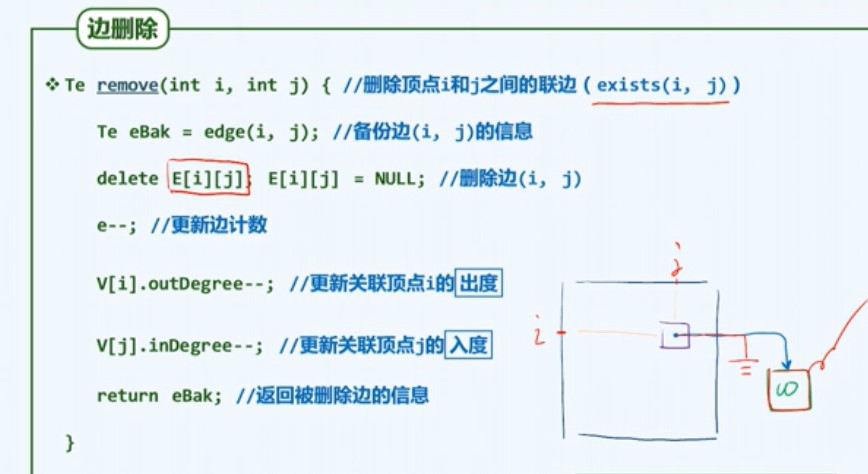 边删除
❖ Te remove(int i, int j) { //删除顶点i和j之间的联边(exists(i, j))
Te eBak = edge(i, j); //备份边(i, j)的信息
delete E[i][j]; E[i][j] = NULL; //删除边(i, j)
e--; //更新边计数
V[i].outDegree--; //更新关联顶点i的出度
V[j].inDegree--; //更新关联顶点j的入度
return eBak; //返回被删除边的信息
}
j
i